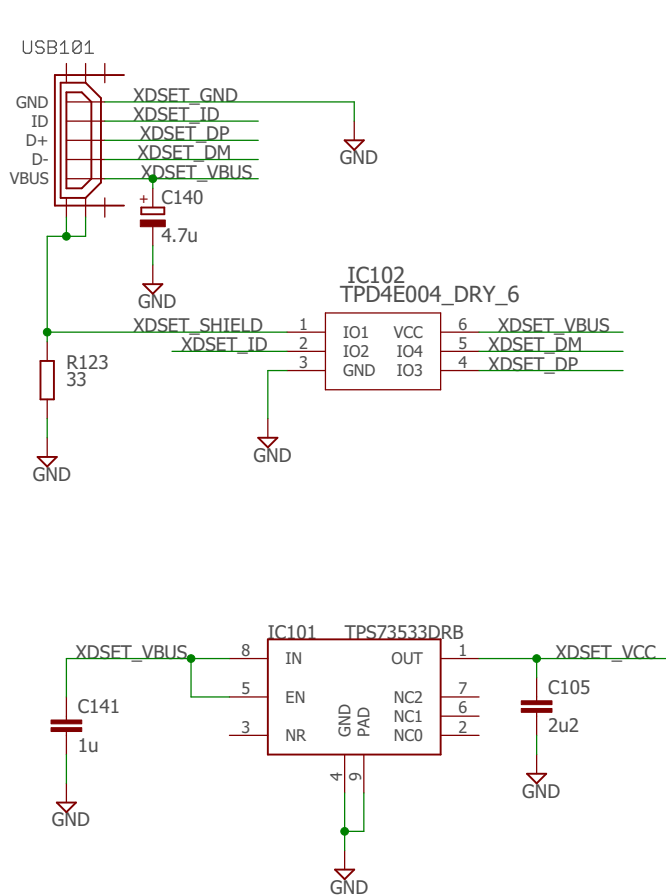 USB101
GND XDSET_GND
ID XDSET_ID
D+ XDSET_DP
D- XDSET_DM
VBUS XDSET_VBUS
GND
+ C140
4.7u
GND
IC102
TPD4E004_DRY_6
XDSET_SHIELD 1 IO1 VCC 6 XDSET_VBUS
XDSET_ID 2 IO2 IO4 5 XDSET_DM
3 GND IO3 4 XDSET_DP
R123
33
GND
GND
IC101 TPS73533DRB
XDSET_VBUS 8 IN OUT 1 XDSET_VCC
5 EN NC2 7
NC1 6
3 NR NC0 2
GND PAD
4 9
C141
1u
GND
C105
2u2
GND
GND